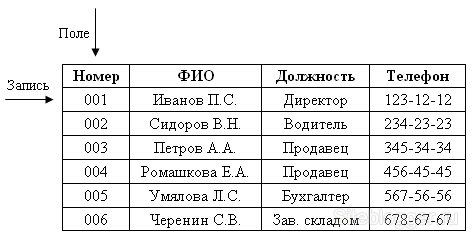 Поле
Запись
Номер ФИО Должность Телефон
001 Иванов П.С. Директор 123-12-12
002 Сидоров В.Н. Водитель 234-23-23
003 Петров А.А. Продавец 345-34-34
004 Ромашкова Е.А. Продавец 456-45-45
005 Умялова Л.С. Бухгалтер 567-56-56
006 Черенин С.В. Зав. складом 678-67-67